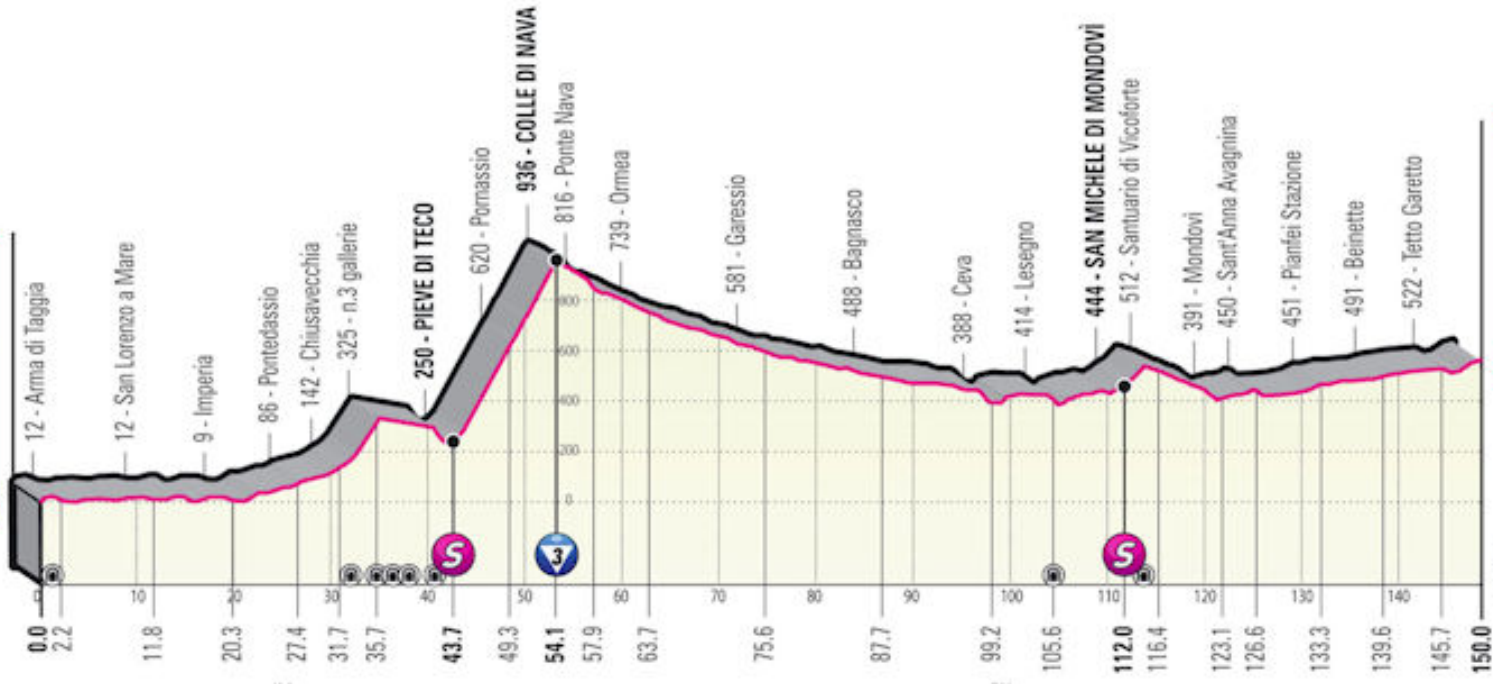 12 - Arma di Taggia
12 - San Lorenzo a Mare
9 - Imperia
86 - Pontedassio
142 - Chiusavecchia
325 - n.3 gallerie
250 - PIEVE DI TECO
620 - Pornassio
936 - COLLE DI NAVA
816 - Ponte Nava
739 - Ormea
581 - Garessio
488 - Bagnasco
388 - Ceva
414 - Lesegno
444 - SAN MICHELE DI MONDOVÌ
512 - Santuario di Vicoforte
391 - Mondovì
450 - Sant'Anna Avagnina
451 - Pianfei Stazione
491 - Beinette
522 - Tetto Garetto
800
600
400
200
0
S
3
S
0 10 20 30 40 50 60 70 80 90 100 110 120 130 140
0.0 2.2 11.8 20.3 27.4 31.7 35.7 43.7 49.3 54.1 57.9 63.7 75.6 87.7 99.2 105.6 112.0 116.4 123.1 126.6 133.3 139.6 145.7 150.0